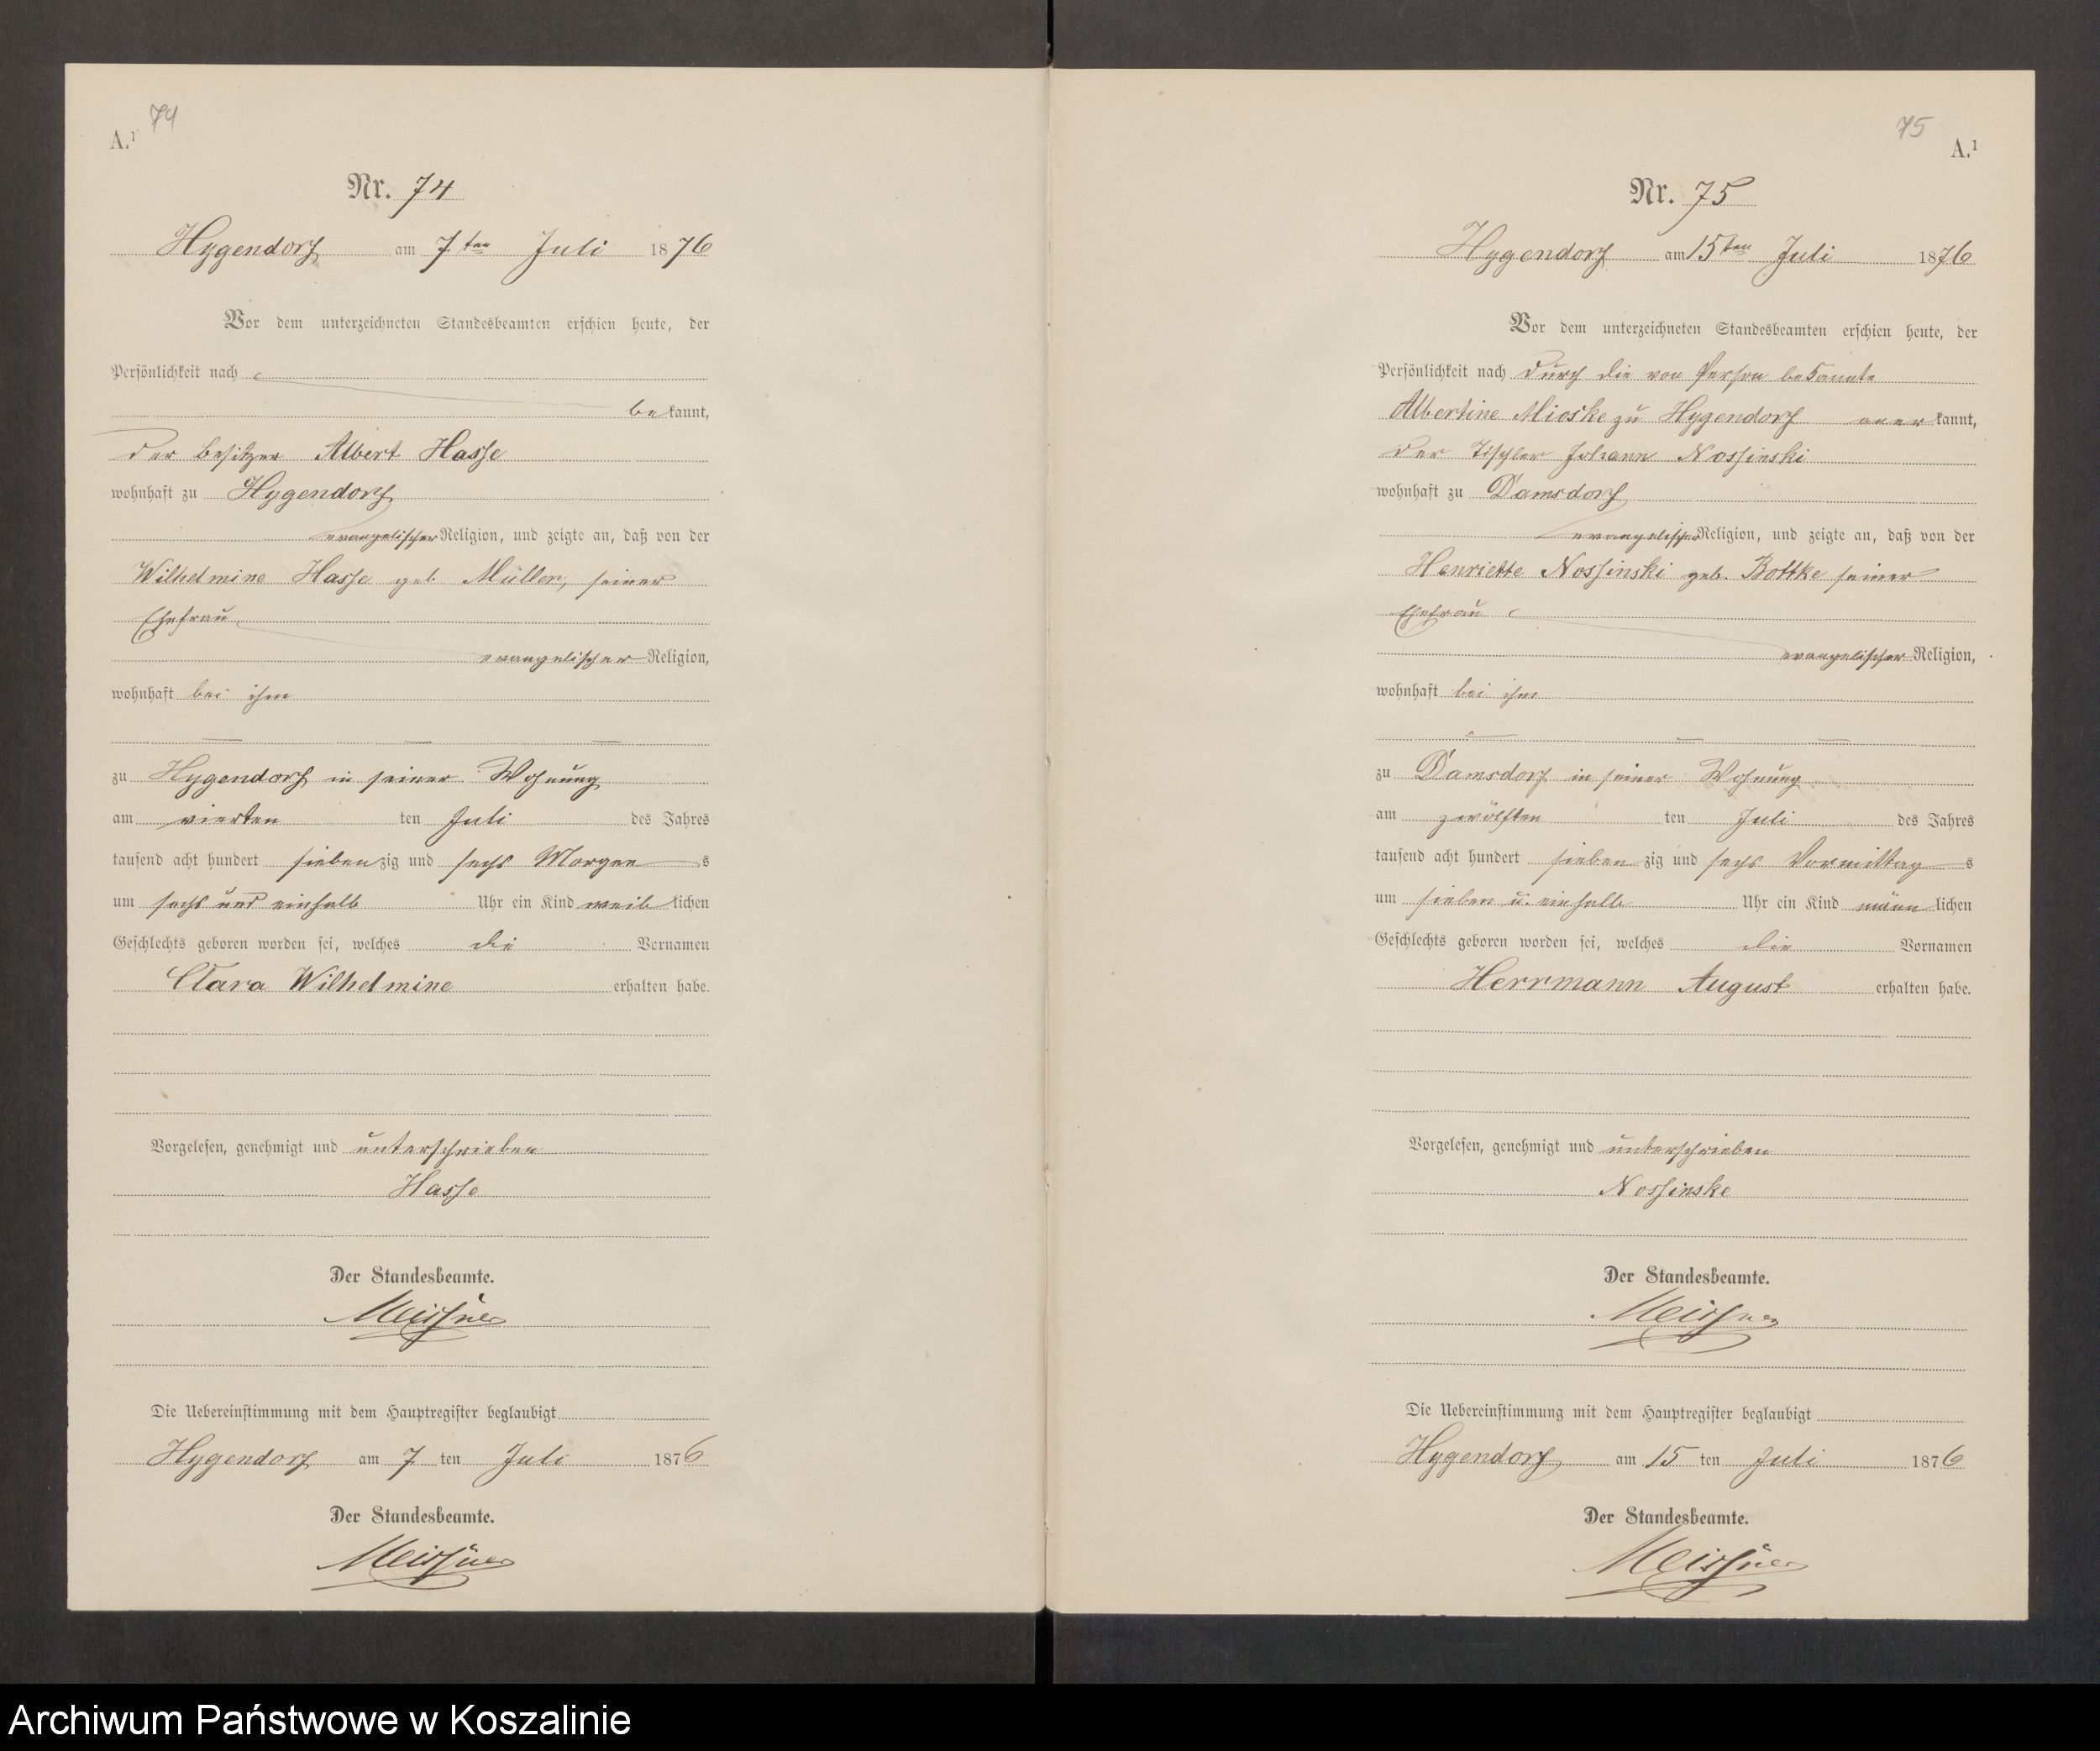 74
A.¹
Nr. 74
Hygendorf am 7ten Juli 1876
Vor dem unterzeichneten Standesbeamten erschien heute, der
Persönlichkeit nach
bekannt,
der Besitzer Albert Hasse
wohnhaft zu Hygendorf
evangelischer Religion, und zeigte an, daß von der
Wilhelmine Hasse geb. Müller, seiner
Ehefrau
evangelischer Religion,
wohnhaft bei ihm
zu Hygendorf in seiner Wohnung
am vierten ten Juli des Jahres
tausend acht hundert siebenzig und sechs Morgens
um sechs und einhalb Uhr ein Kind weiblichen
Geschlechts geboren worden sei, welches die Vornamen
Clara Wilhelmine erhalten habe.
Vorgelesen, genehmigt und unterschrieben
Hasse
Der Standesbeamte.
Meissner
Die Uebereinstimmung mit dem Hauptregister beglaubigt
Hygendorf am 7 ten Juli 1876
Der Standesbeamte.
Meissner
75
A.¹
Nr. 75
Hygendorf am 15ten Juli 1876
Vor dem unterzeichneten Standesbeamten erschien heute, der
Persönlichkeit nach durch die von Person bekannte
Albertine Mioske zu Hygendorf anerkannt,
der Tischler Johann Nossinski
wohnhaft zu Damsdorf
evangelischer Religion, und zeigte an, daß von der
Henriette Nossinski geb. Bottke seiner
Ehefrau
evangelischer Religion,
wohnhaft bei ihm
zu Damsdorf in seiner Wohnung
am zwölften ten Juli des Jahres
tausend acht hundert siebenzig und sechs Vormittags
um sieben u. einhalb Uhr ein Kind männlichen
Geschlechts geboren worden sei, welches die Vornamen
Herrmann August erhalten habe.
Vorgelesen, genehmigt und unterschrieben
Nossinske
Der Standesbeamte.
Meissner
Die Uebereinstimmung mit dem Hauptregister beglaubigt
Hygendorf am 15 ten Juli 1876
Der Standesbeamte.
Meissner
Archiwum Państwowe w Koszalinie